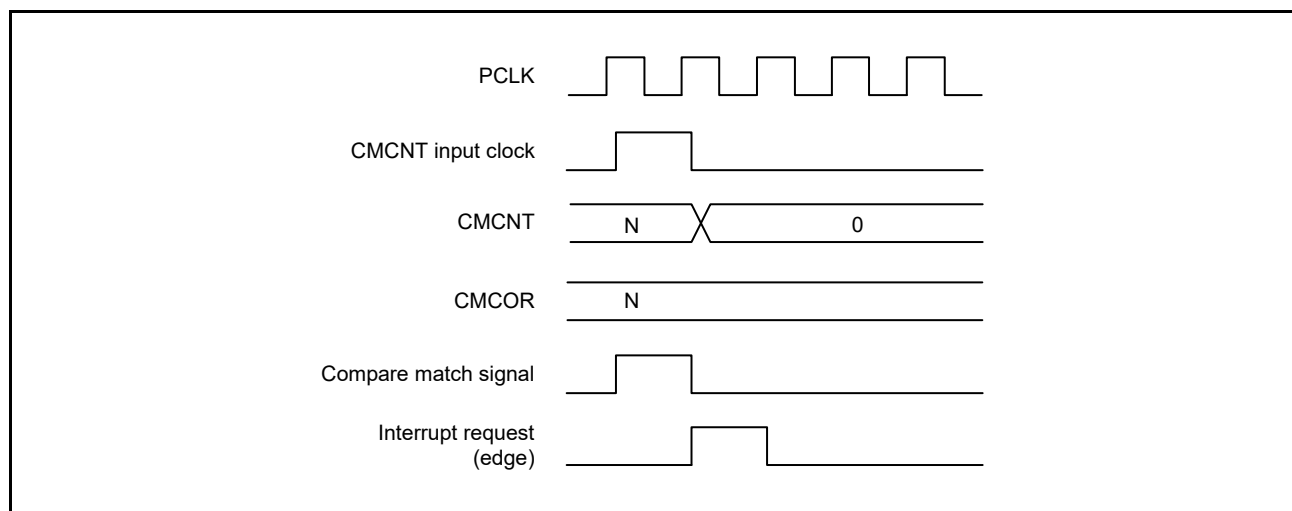 PCLK
CMCNT input clock
CMCNT
N
0
CMCOR
N
Compare match signal
Interrupt request
(edge)